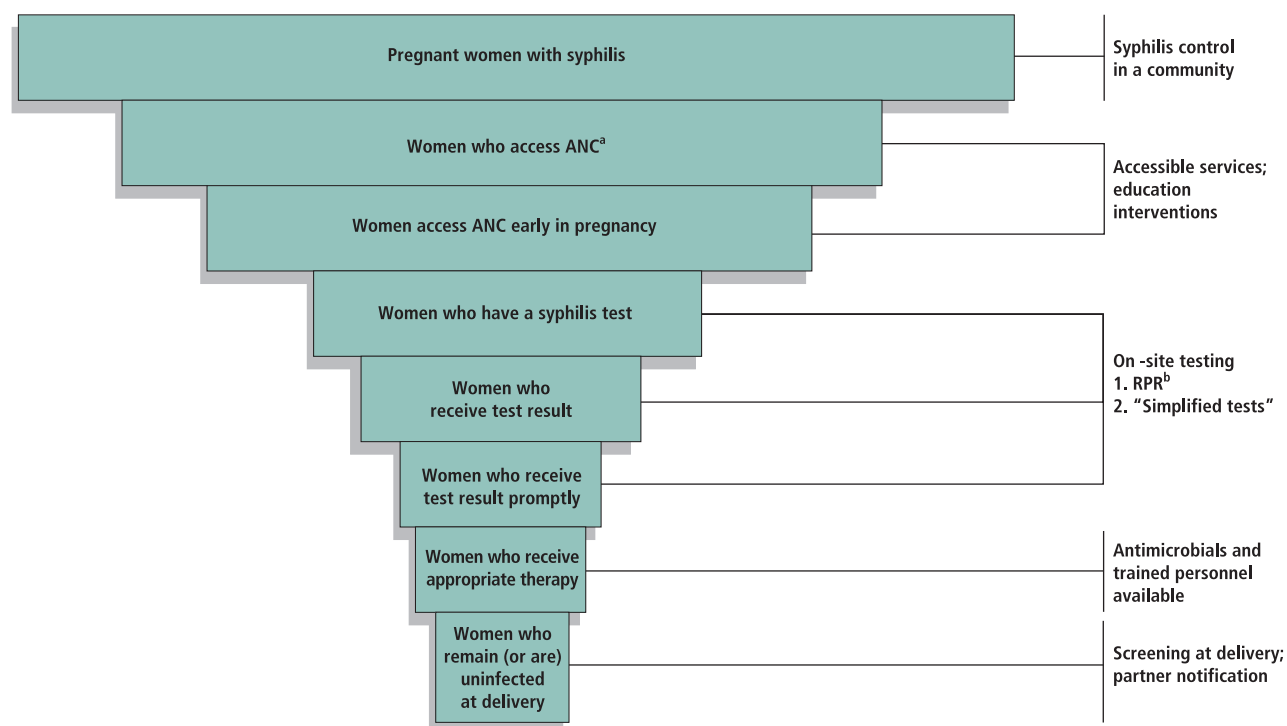 Pregnant women with syphilis
Syphilis control
in a community
Women who access ANCᵃ
Women access ANC early in pregnancy
Accessible services;
education
interventions
Women who have a syphilis test
Women who
receive test result
Women who receive
test result promptly
On -site testing
1. RPRᵇ
2. “Simplified tests”
Women who receive
appropriate therapy
Antimicrobials and
trained personnel
available
Women who
remain (or are)
uninfected
at delivery
Screening at delivery;
partner notification